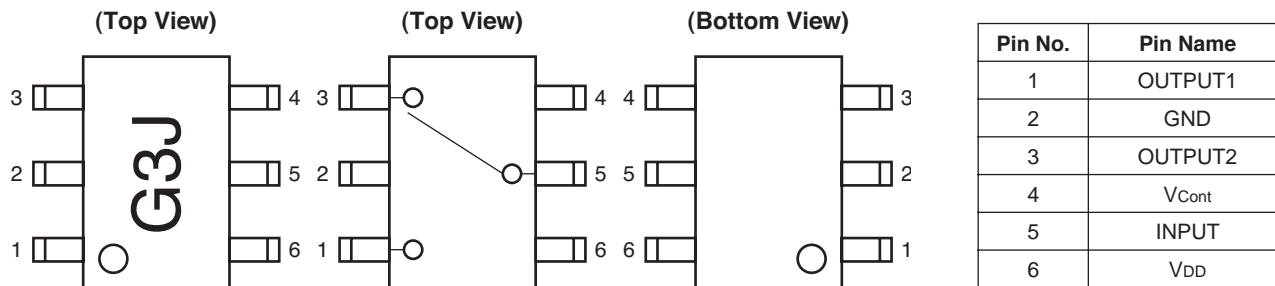 (Top View)
3
4
2
5
1
6
G3J
(Top View)
3
4
2
5
1
6
(Bottom View)
4
3
5
2
6
1
Pin No. Pin Name
1 OUTPUT1
2 GND
3 OUTPUT2
4 VCont
5 INPUT
6 VDD